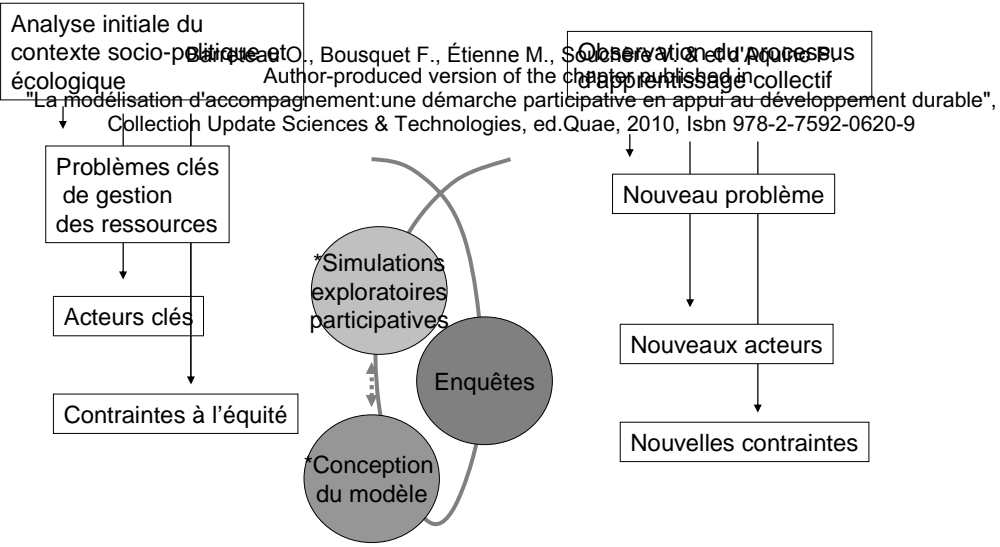 Analyse initiale du
contexte socio-politique et
écologique
Barreteau O., Bousquet F., Étienne M., Souchère V. & et d'Aquino P.
Author-produced version of the chapter published in
"La modélisation d'accompagnement:une démarche participative en appui au développement durable",
Collection Update Sciences & Technologies, ed.Quae, 2010, Isbn 978-2-7592-0620-9
Observation du processus
d'apprentissage collectif
Problèmes clés
de gestion
des ressources
Acteurs clés
Contraintes à l'équité
*Simulations
exploratoires
participatives
Enquêtes
*Conception
du modèle
Nouveau problème
Nouveaux acteurs
Nouvelles contraintes